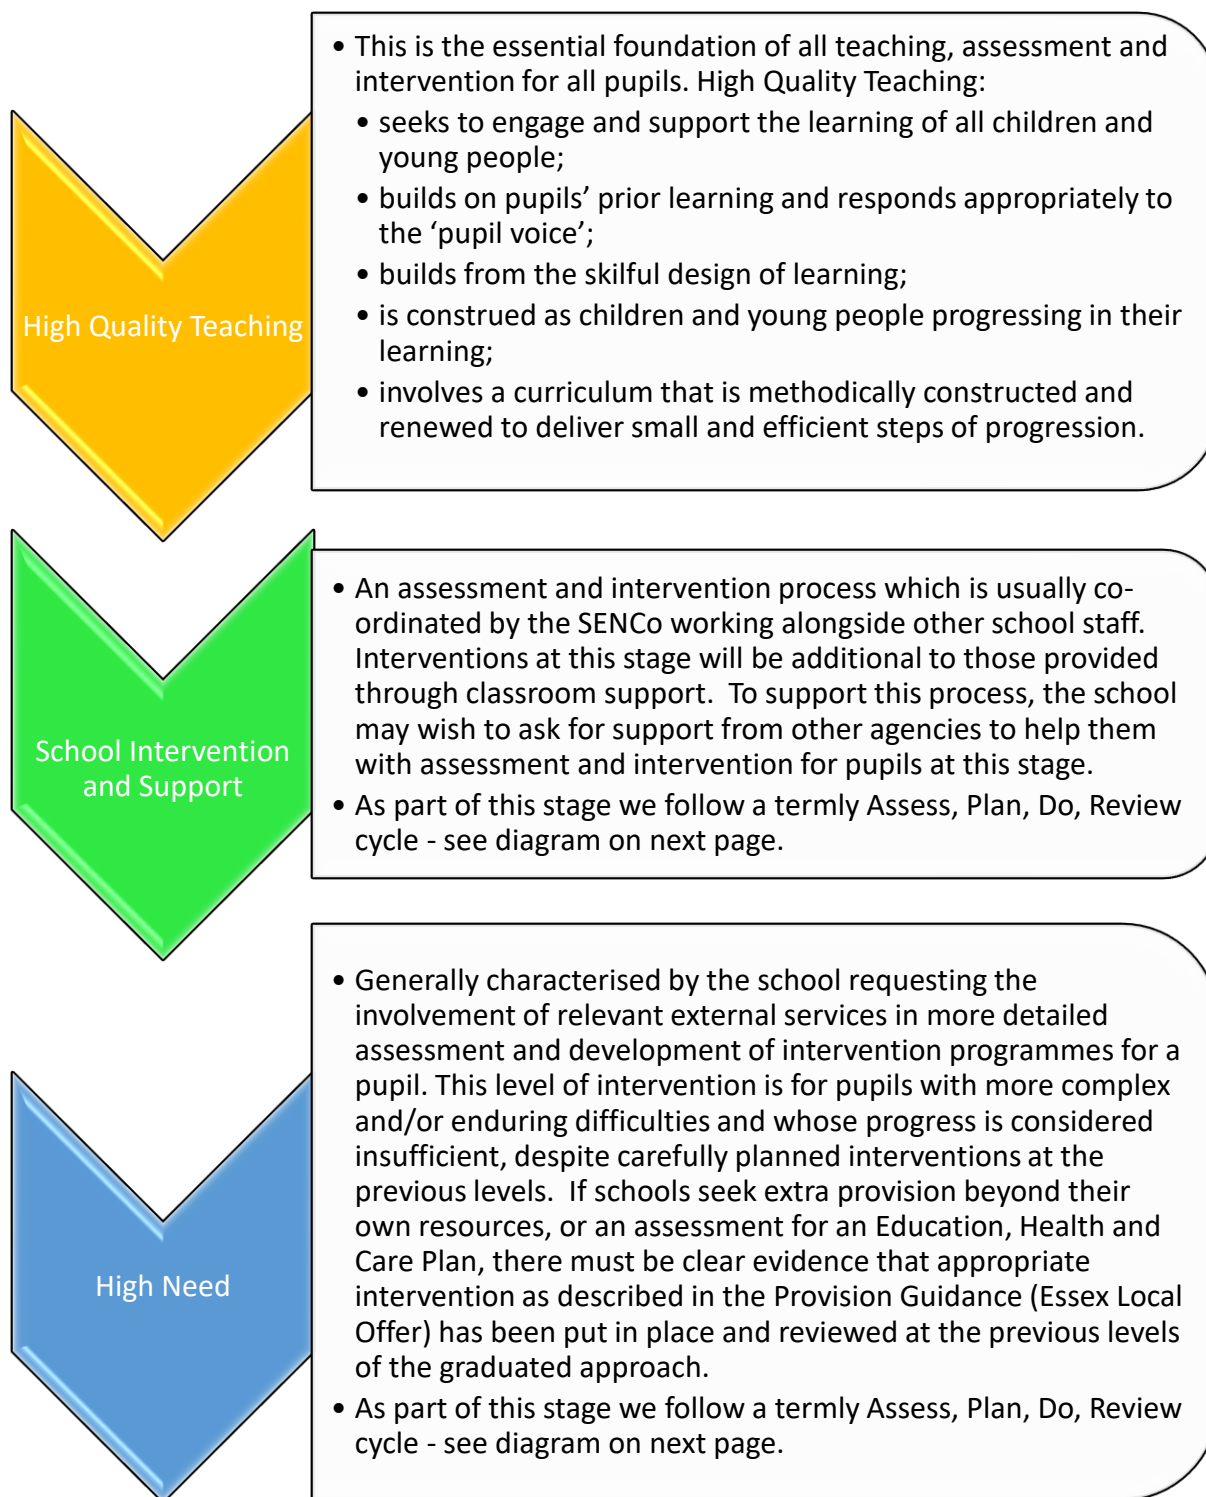 • This is the essential foundation of all teaching, assessment and
intervention for all pupils. High Quality Teaching:
• seeks to engage and support the learning of all children and
young people;
• builds on pupils’ prior learning and responds appropriately to
the ‘pupil voice’;
• builds from the skilful design of learning;
• is construed as children and young people progressing in their
learning;
• involves a curriculum that is methodically constructed and
renewed to deliver small and efficient steps of progression.
High Quality Teaching
• An assessment and intervention process which is usually co-
ordinated by the SENCo working alongside other school staff.
Interventions at this stage will be additional to those provided
through classroom support.  To support this process, the school
may wish to ask for support from other agencies to help them
with assessment and intervention for pupils at this stage.
• As part of this stage we follow a termly Assess, Plan, Do, Review
cycle - see diagram on next page.
School Intervention
and Support
• Generally characterised by the school requesting the
involvement of relevant external services in more detailed
assessment and development of intervention programmes for a
pupil. This level of intervention is for pupils with more complex
and/or enduring difficulties and whose progress is considered
insufficient, despite carefully planned interventions at the
previous levels.  If schools seek extra provision beyond their
own resources, or an assessment for an Education, Health and
Care Plan, there must be clear evidence that appropriate
intervention as described in the Provision Guidance (Essex Local
Offer) has been put in place and reviewed at the previous levels
of the graduated approach.
• As part of this stage we follow a termly Assess, Plan, Do, Review
cycle - see diagram on next page.
High Need